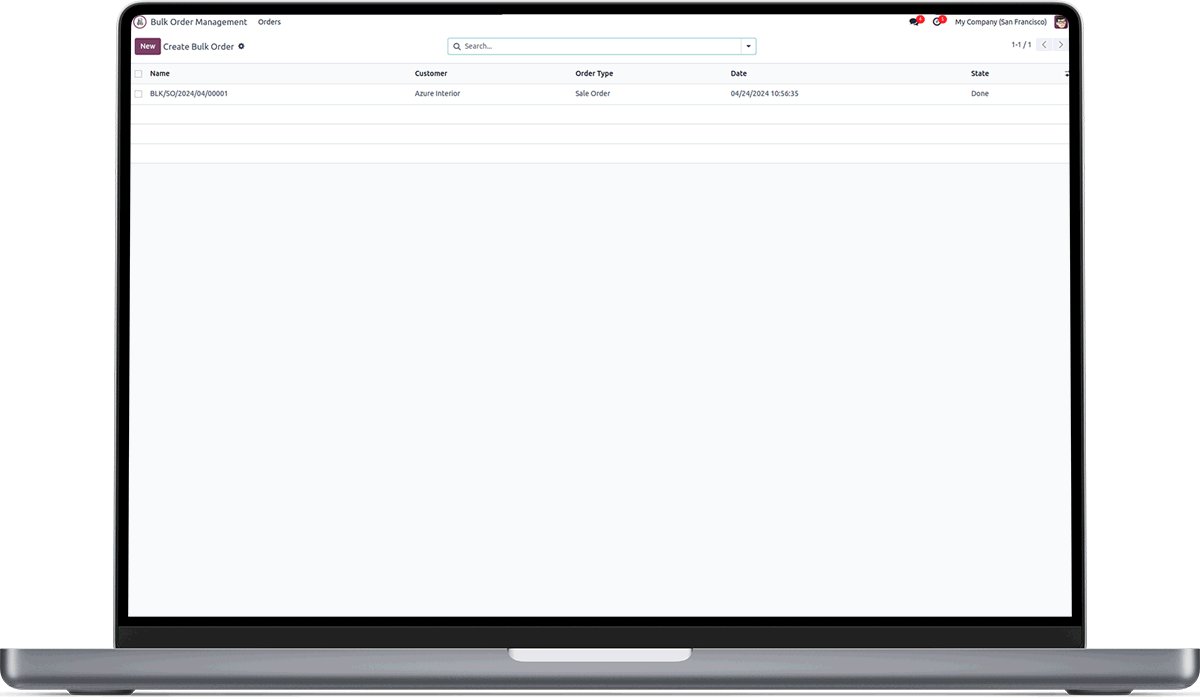 Bulk Order Management Orders My Company (San Francisco)
New Create Bulk Order Search... 1-1 / 1
Name Customer Order Type Date State
BLK/SO/2024/04/00001 Azure Interior Sale Order 04/24/2024 10:56:35 Done